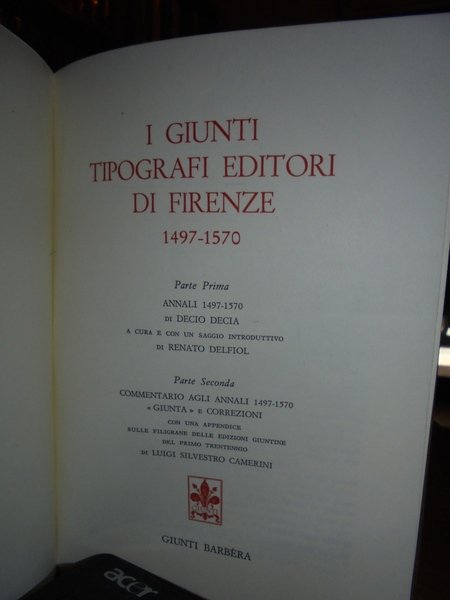 I GIUNTI
TIPOGRAFI EDITORI
DI FIRENZE
1497-1570
Parte Prima
ANNALI 1497-1570
DI DECIO DECIA
A CURA E CON UN SAGGIO INTRODUTTIVO
DI RENATO DELFIOL
Parte Seconda
COMMENTARIO AGLI ANNALI 1497-1570
« GIUNTA » E CORREZIONI
CON UNA APPENDICE
SULLE FILIGRANE DELLE EDIZIONI GIUNTINE
DEL PRIMO TRENTENNIO
DI LUIGI SILVESTRO CAMERINI
GIUNTI BARBÈRA
acer